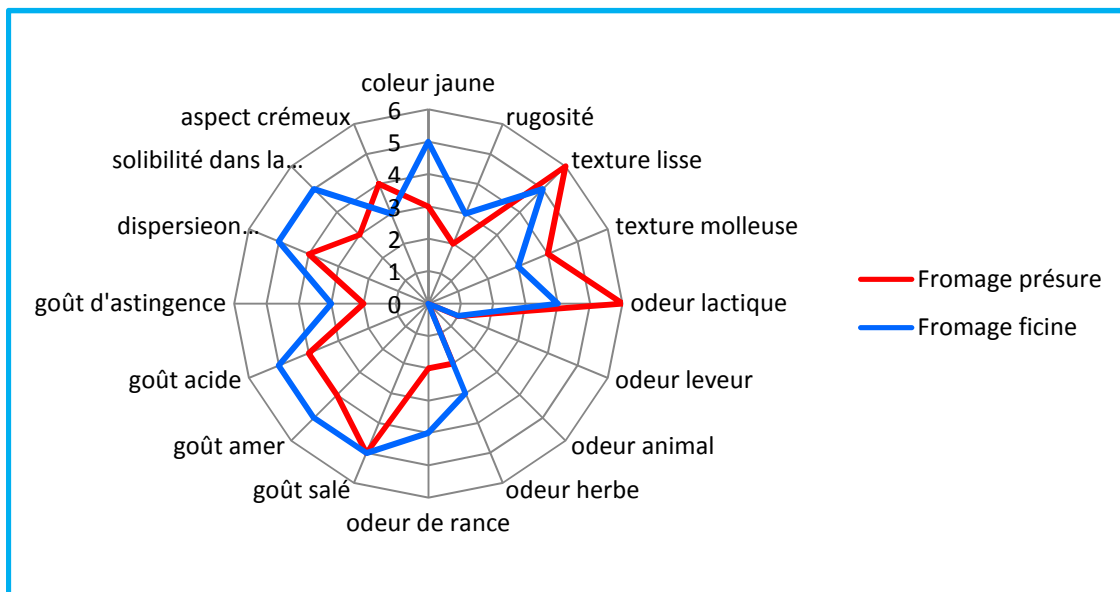 coleur jaune
rugosité
texture lisse
texture molleuse
odeur lactique
odeur leveur
odeur animal
odeur herbe
odeur de rance
goût salé
goût amer
goût acide
goût d'astingence
dispersieon...
solibilité dans la...
aspect crémeux
6
5
4
3
2
1
0
Fromage présure
Fromage ficine